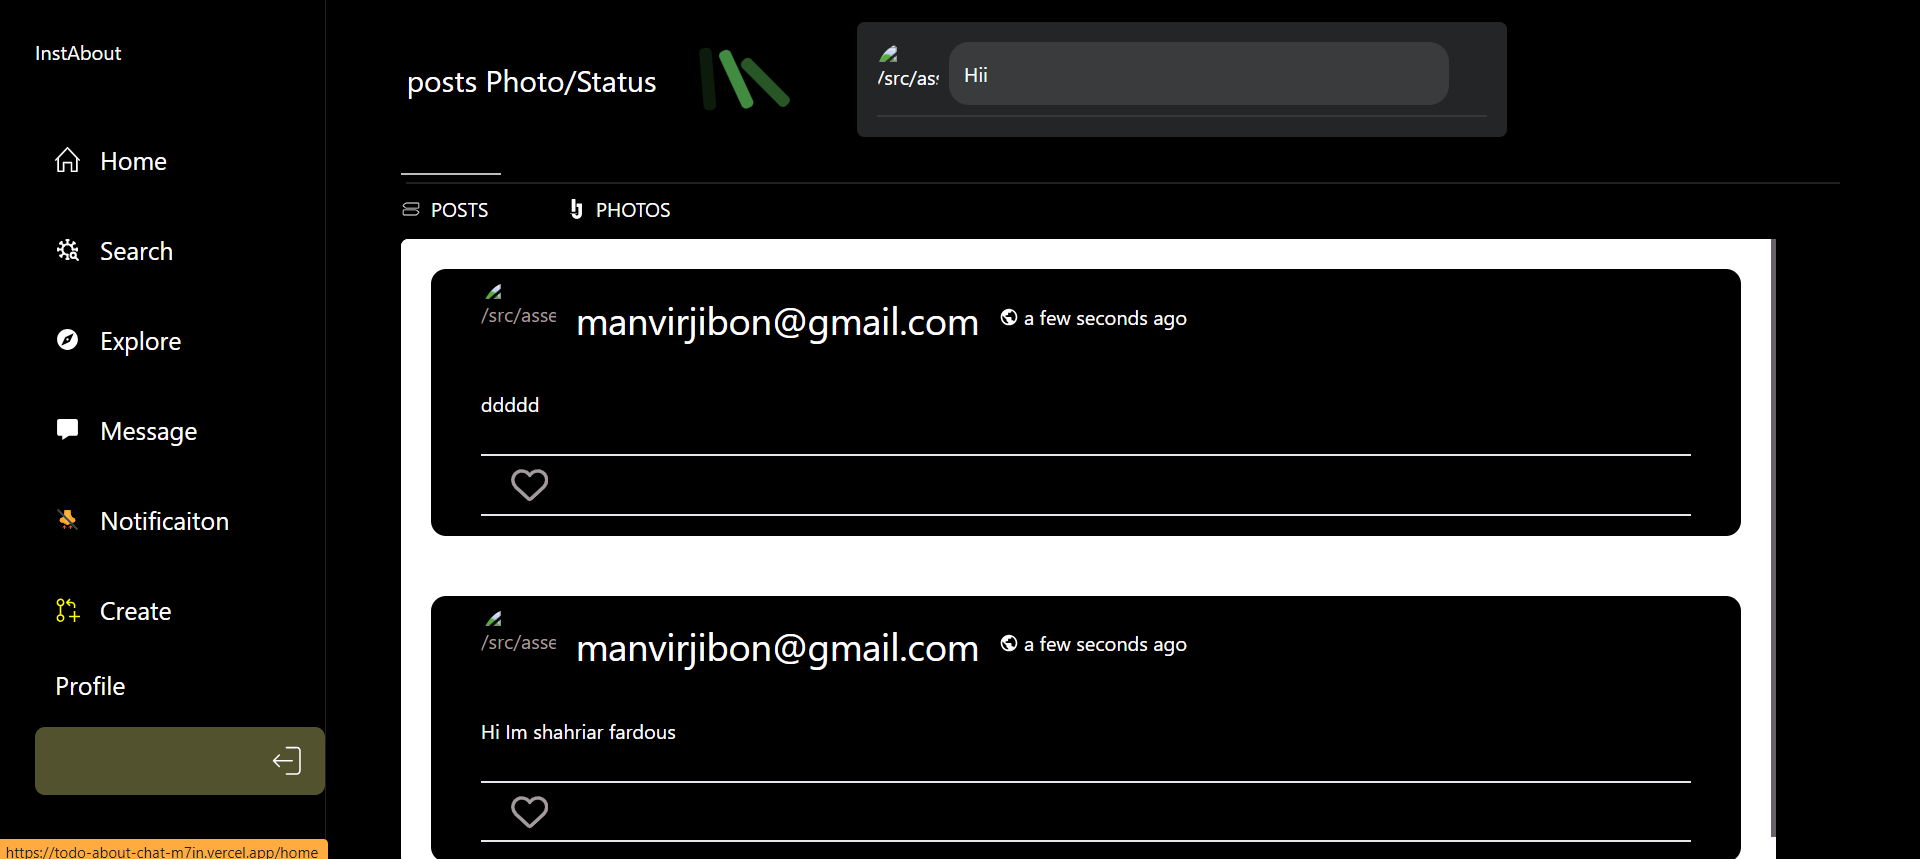 InstAbout
Home
Search
Explore
Message
Notificaiton
Create
Profile
posts Photo/Status
/src/ass
Hii
POSTS
PHOTOS
/src/asse
manvirjibon@gmail.com
a few seconds ago
ddddd
/src/asse
manvirjibon@gmail.com
a few seconds ago
Hi Im shahriar fardous
https://todo-about-chat-m7in.vercel.app/home